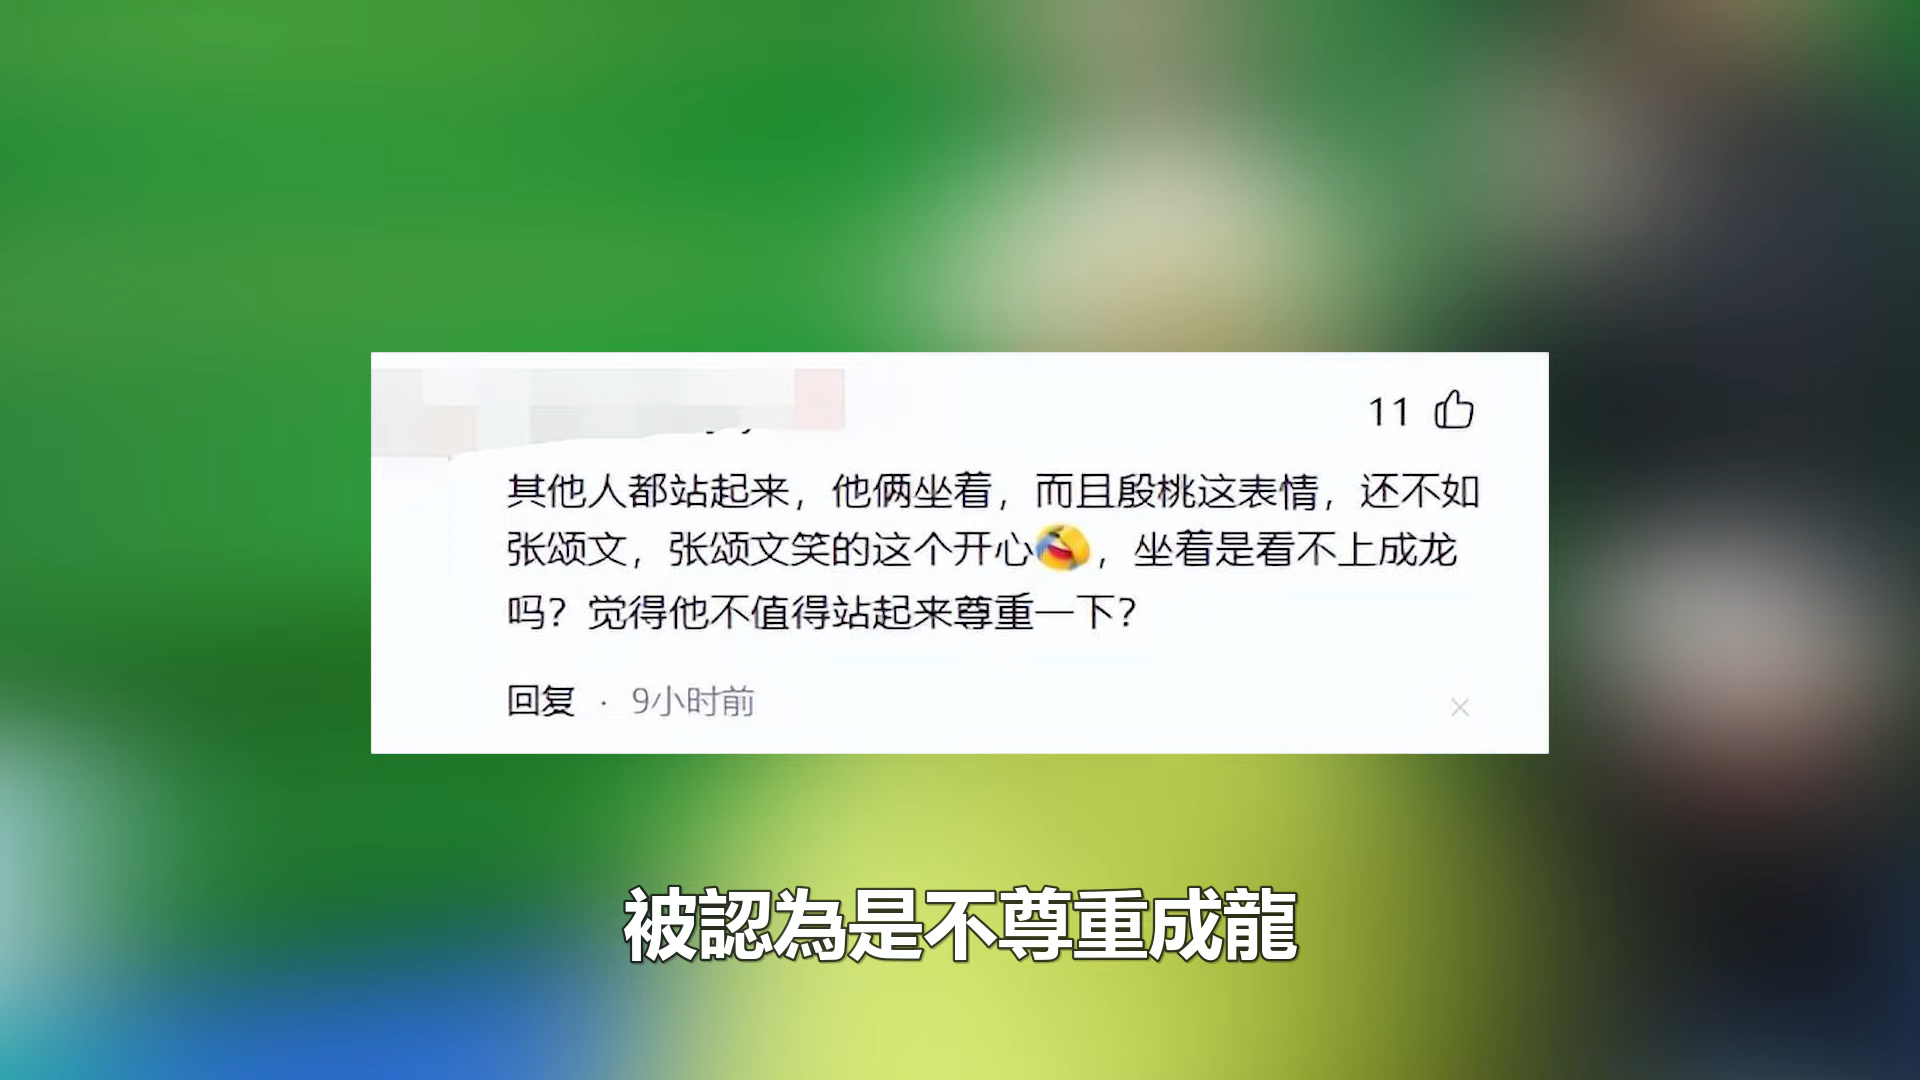 11
其他人都站起来，他俩坐着，而且殷桃这表情，还不如
张颂文，张颂文笑的这个开心🤣，坐着是看不上成龙
吗？觉得他不值得站起来尊重一下？
回复 · 9小时前
被認為是不尊重成龍